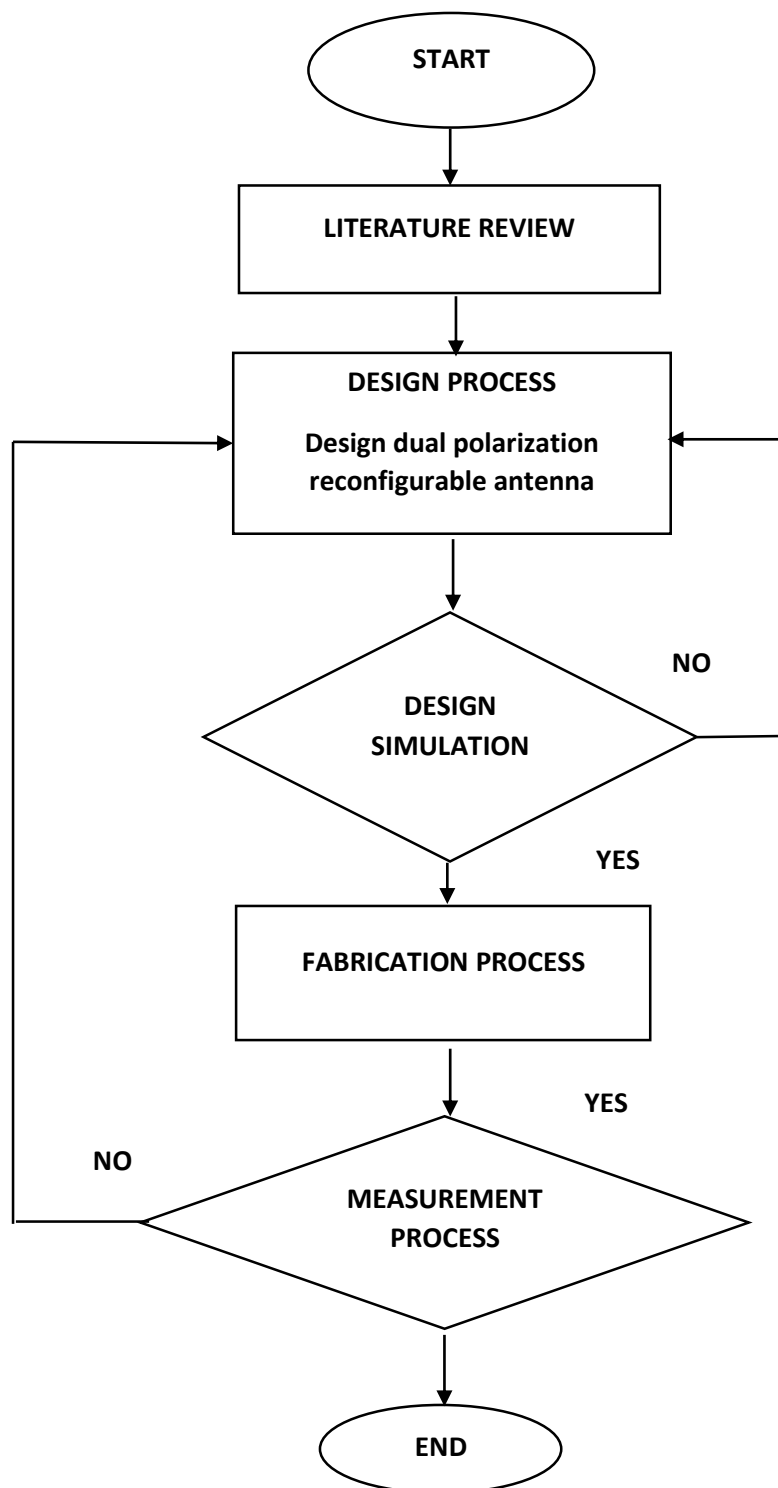 START
LITERATURE REVIEW
DESIGN PROCESS
Design dual polarization
reconfigurable antenna
NO
DESIGN
SIMULATION
YES
FABRICATION PROCESS
YES
NO
MEASUREMENT
PROCESS
END